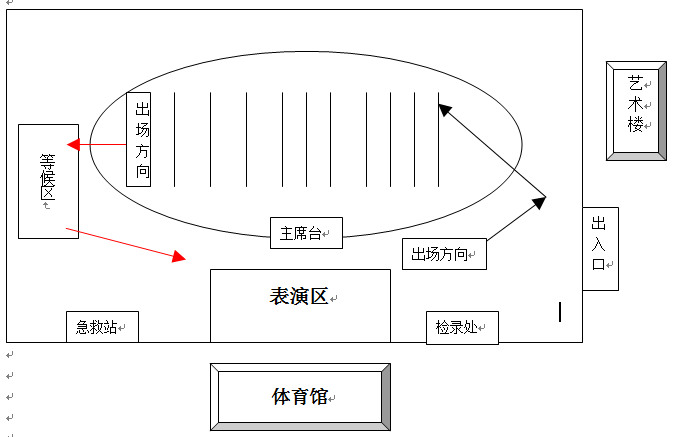 艺
术
楼
出
场
方
向
等候区
出
入
口
主席台
出场方向
表演区
急救站
检录处
体育馆